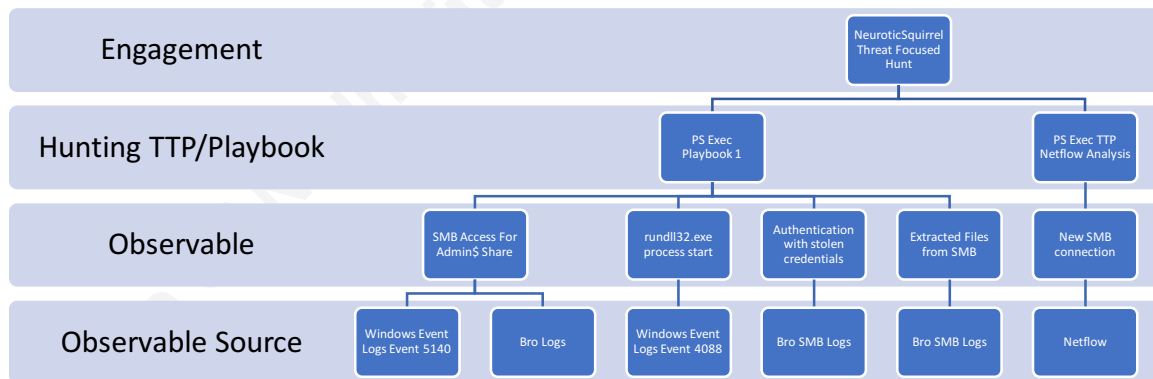 Engagement
NeuroticSquirrel
Threat Focused
Hunt
Hunting TTP/Playbook
PS Exec
Playbook 1
PS Exec TTP
Netflow Analysis
Observable
SMB Access For
Admin$ Share
rundll32.exe
process start
Authentication
with stolen
credentials
Extracted Files
from SMB
New SMB
connection
Observable Source
Windows Event
Logs Event 5140
Bro Logs
Windows Event
Logs Event 4088
Bro SMB Logs
Bro SMB Logs
Netflow